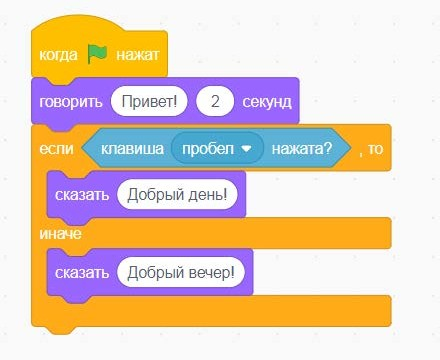 когда нажат
говорить Привет! 2 секунд
если клавиша пробел нажата? , то
сказать Добрый день!
иначе
сказать Добрый вечер!